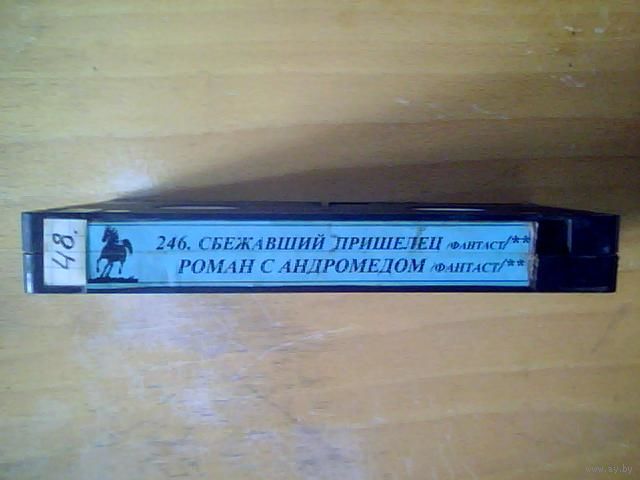 48.
246. СБЕЖАВШИЙ ПРИШЕЛЕЦ /ФАНТАСТ/**
РОМАН С АНДРОМЕДОМ /ФАНТАСТ/**
www.ay.by